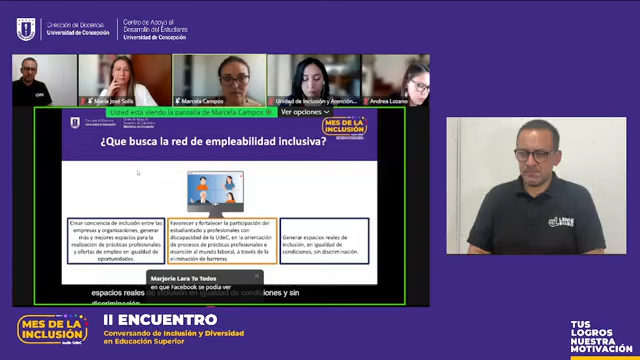 Dirección de Docencia
Universidad de Concepción
Centro de Apoyo al
Desarrollo del Estudiante
Universidad de Concepción
María José Solís
Marcela Campos
Unidad de Inclusión y Atención...
Andrea Lozano
Usted está viendo la pantalla de Marcela Campos
Ver opciones
MES DE LA
INCLUSIÓN
¿Que busca la red de empleabilidad inclusiva?
Crear conciencia de inclusión entre las
empresas y organizaciones, generar
más y mejores espacios para la
realización de prácticas profesionales
y ofertas de empleo en igualdad de
oportunidades.
Favorecer y fortalecer la participación del
estudiantado y profesionales con
discapacidad de la UdeC, en la orientación
de procesos de prácticas profesionales e
inserción al mundo laboral, a través de la
eliminación de barreras
Generar espacios reales de
inclusión, en igualdad de
condiciones, sin discriminación.
Marjorie Lara To Todos
en que Facebook se podia ver
espacios reales de inclusión en igualdad de condiciones y sin
discriminación
MES DE LA
INCLUSIÓN
II ENCUENTRO
Conversando de Inclusión y Diversidad
en Educación Superior
TUS
LOGROS
NUESTRA
MOTIVACIÓN